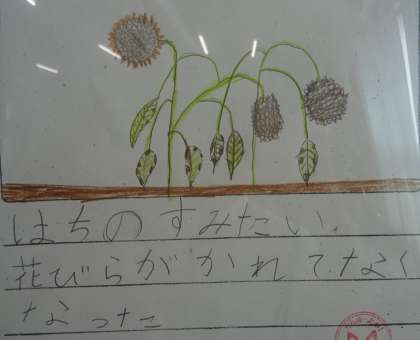 はちのすみたい.
花びらがかれてなく
なった